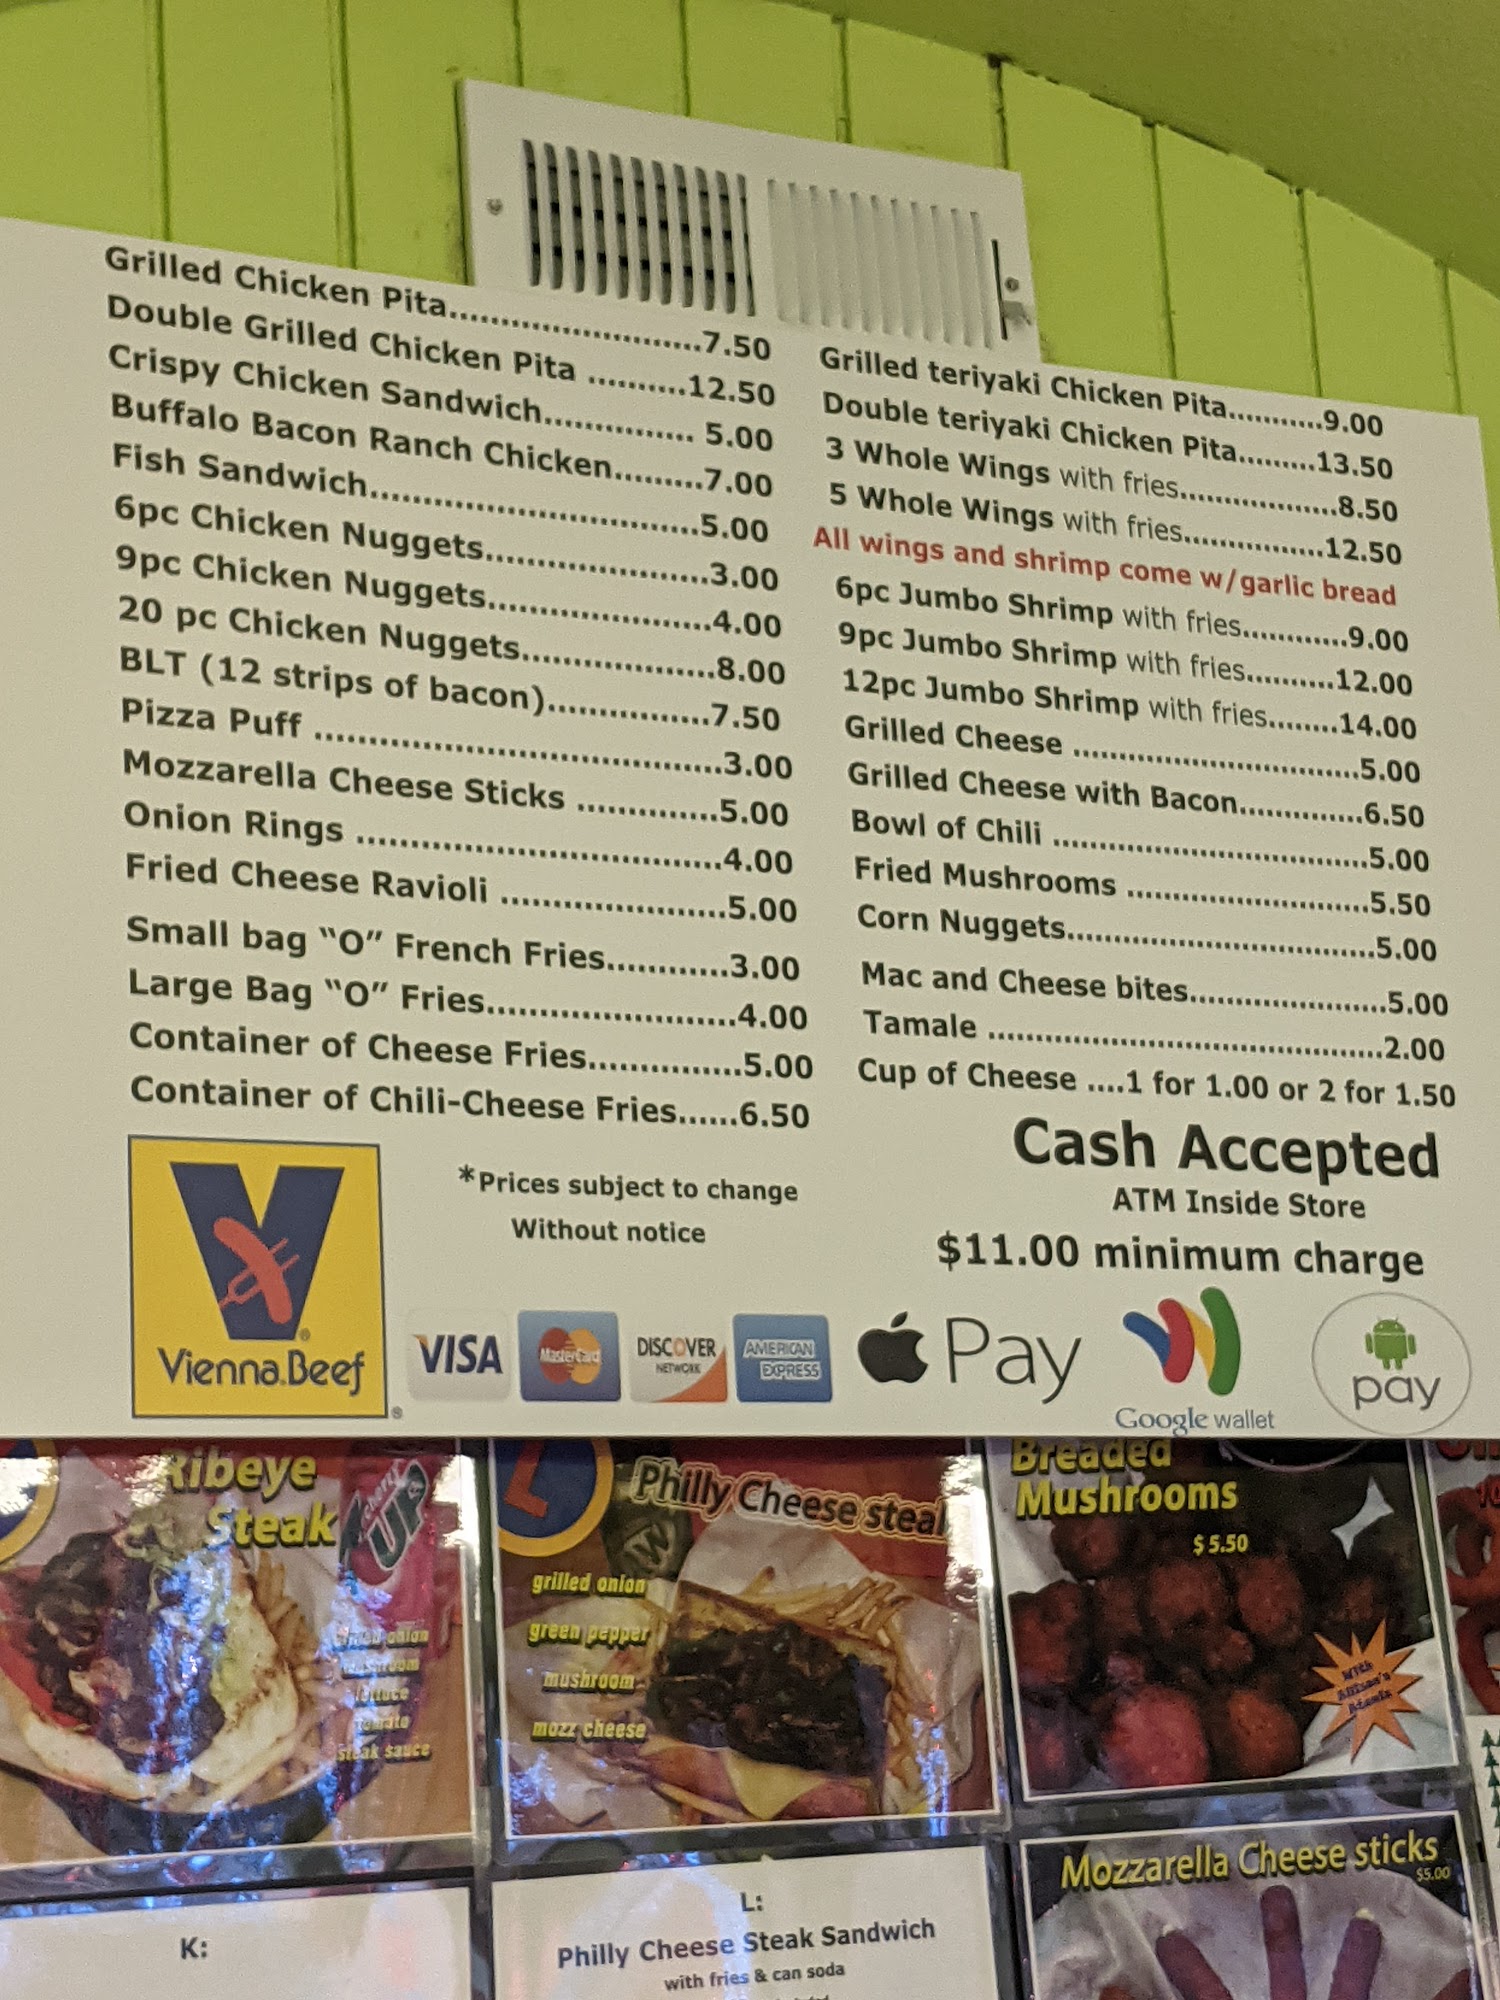 Grilled Chicken Pita..............................7.50
Double Grilled Chicken Pita ..........12.50
Crispy Chicken Sandwich................ 5.00
Buffalo Bacon Ranch Chicken.........7.00
Fish Sandwich....................................5.00
6pc Chicken Nuggets........................3.00
9pc Chicken Nuggets........................4.00
20 pc Chicken Nuggets....................8.00
BLT (12 strips of bacon).................7.50
Pizza Puff ..........................................3.00
Mozzarella Cheese Sticks ..............5.00
Onion Rings .....................................4.00
Fried Cheese Ravioli .......................5.00
Small bag “O” French Fries............3.00
Large Bag “O” Fries.........................4.00
Container of Cheese Fries...............5.00
Container of Chili-Cheese Fries......6.50
Grilled teriyaki Chicken Pita...........9.00
Double teriyaki Chicken Pita.........13.50
3 Whole Wings with fries.................8.50
5 Whole Wings with fries...............12.50
All wings and shrimp come w/garlic bread
6pc Jumbo Shrimp with fries............9.00
9pc Jumbo Shrimp with fries..........12.00
12pc Jumbo Shrimp with fries........14.00
Grilled Cheese ...............................5.00
Grilled Cheese with Bacon..............6.50
Bowl of Chili ..................................5.00
Fried Mushrooms ..........................5.50
Corn Nuggets.................................5.00
Mac and Cheese bites.....................5.00
Tamale ...........................................2.00
Cup of Cheese ....1 for 1.00 or 2 for 1.50
*Prices subject to change
Without notice
Cash Accepted
ATM Inside Store
$11.00 minimum charge
Vienna Beef
VISA
MasterCard
DISCOVER
NETWORK
AMERICAN
EXPRESS
Pay
Google wallet
pay
Ribeye
Steak
cherry
UP
lettuce
tomato
steak sauce
L
Philly Cheese steak
grilled onion
green pepper
mushroom
mozz cheese
Breaded
Mushrooms
$ 5.50
With
Mozzarella Cheese sticks
$5.00
K:
L:
Philly Cheese Steak Sandwich
with fries & can soda